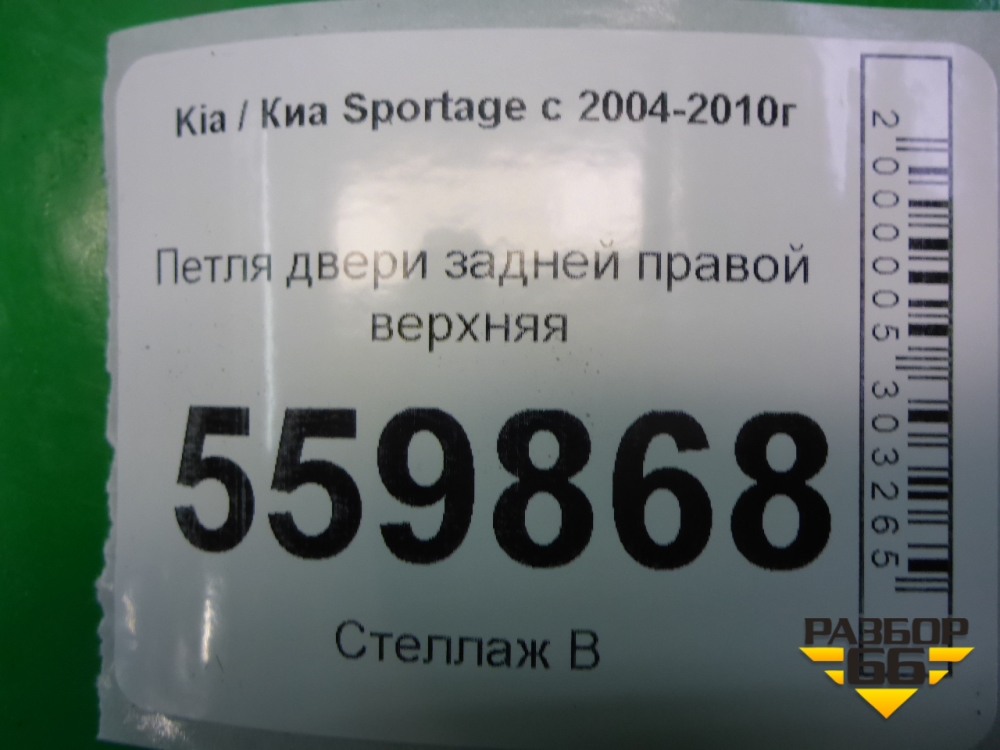 Kia / Киа Sportage с 2004-2010г
Петля двери задней правой
верхняя
559868
Стеллаж В
2000005303265
РАЗБОР
66